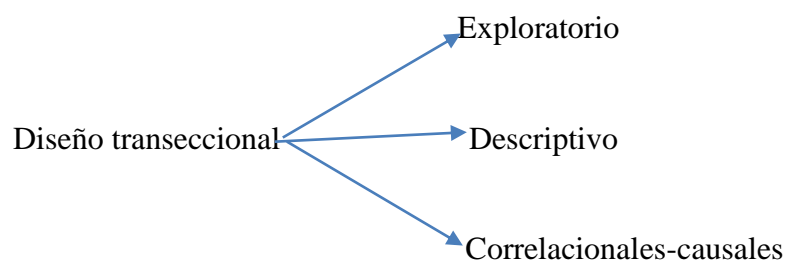 Exploratorio
Diseño transeccional
Descriptivo
Correlacionales-causales